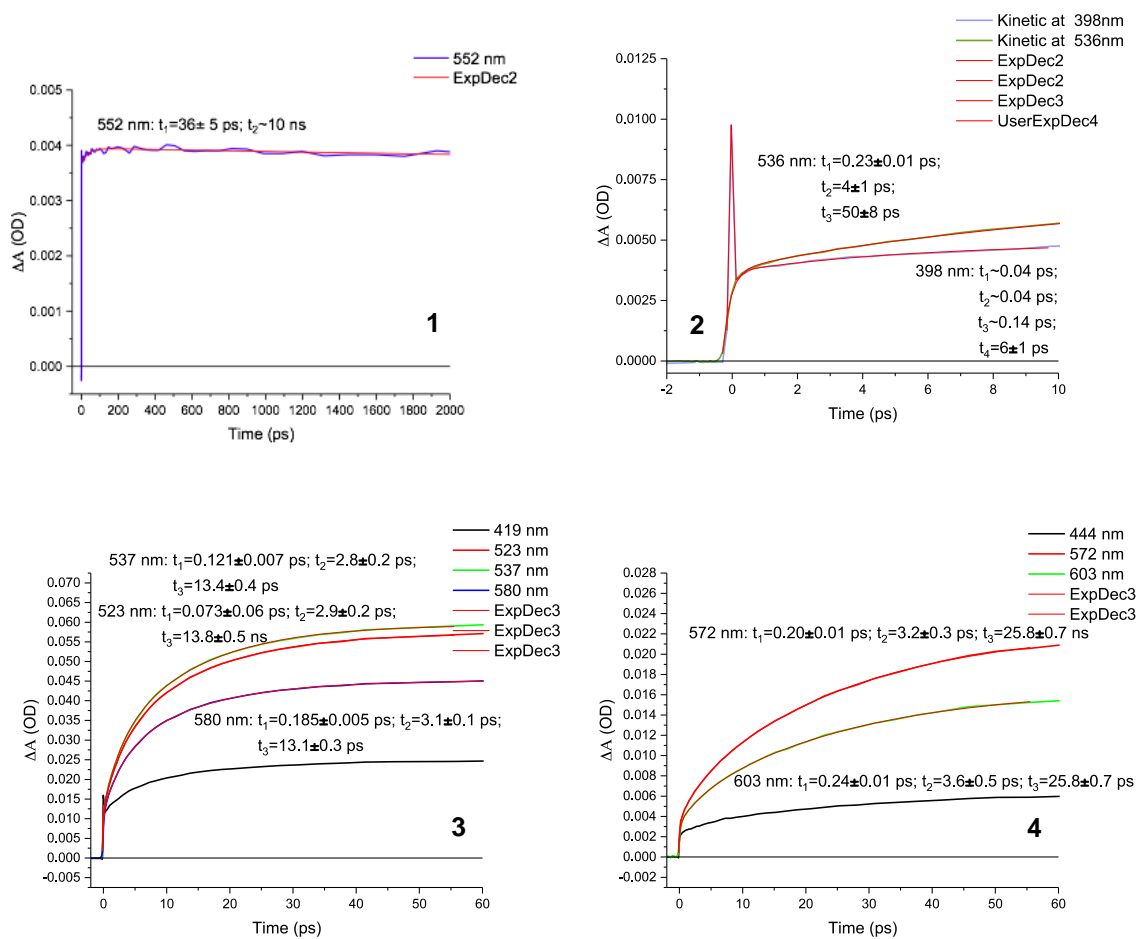 552 nm
ExpDec2
552 nm: t₁=36± 5 ps; t₂~10 ns
0.005
0.004
0.003
0.002
0.001
0.000
ΔA (OD)
1
0 200 400 600 800 1000 1200 1400 1600 1800 2000
Time (ps)
Kinetic at 398nm
Kinetic at 536nm
ExpDec2
ExpDec2
ExpDec3
UserExpDec4
0.0125
0.0100
0.0075
0.0050
0.0025
0.0000
ΔA (OD)
536 nm: t₁=0.23±0.01 ps;
t₂=4±1 ps;
t₃=50±8 ps
398 nm: t₁~0.04 ps;
t₂~0.04 ps;
t₃~0.14 ps;
t₄=6±1 ps
2
-2 0 2 4 6 8 10
Time (ps)
419 nm
523 nm
537 nm
580 nm
ExpDec3
ExpDec3
ExpDec3
537 nm: t₁=0.121±0.007 ps; t₂=2.8±0.2 ps;
t₃=13.4±0.4 ps
523 nm: t₁=0.073±0.06 ps; t₂=2.9±0.2 ps;
t₃=13.8±0.5 ns
580 nm: t₁=0.185±0.005 ps; t₂=3.1±0.1 ps;
t₃=13.1±0.3 ps
0.070
0.065
0.060
0.055
0.050
0.045
0.040
0.035
0.030
0.025
0.020
0.015
0.010
0.005
0.000
-0.005
ΔA (OD)
3
0 10 20 30 40 50 60
Time (ps)
444 nm
572 nm
603 nm
ExpDec3
ExpDec3
572 nm: t₁=0.20±0.01 ps; t₂=3.2±0.3 ps; t₃=25.8±0.7 ns
603 nm: t₁=0.24±0.01 ps; t₂=3.6±0.5 ps; t₃=25.8±0.7 ps
0.028
0.026
0.024
0.022
0.020
0.018
0.016
0.014
0.012
0.010
0.008
0.006
0.004
0.002
0.000
-0.002
ΔA (OD)
4
0 10 20 30 40 50 60
Time (ps)